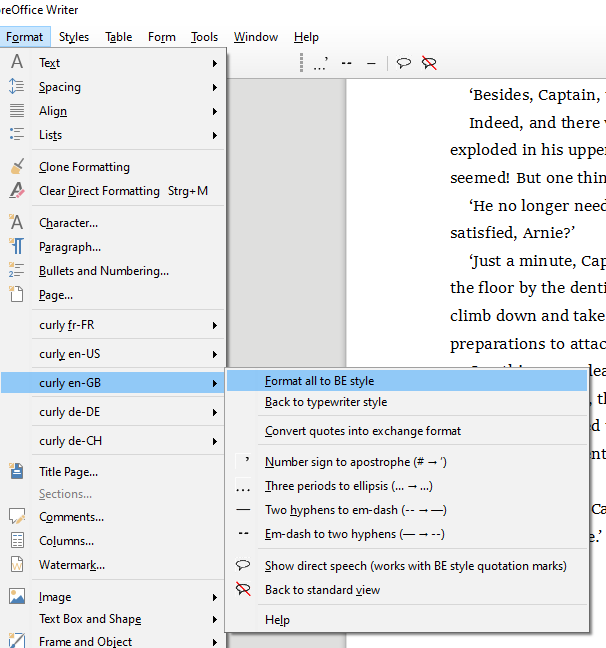 reOffice Writer
Format Styles Table Form Tools Window Help
...’ -- –
Text
Spacing
Align
Lists
Clone Formatting
Clear Direct Formatting Strg+M
Character...
Paragraph...
Bullets and Numbering...
Page...
curly fr-FR
curly en-US
curly en-GB
curly de-DE
curly de-CH
Title Page...
Sections...
Comments...
Columns...
Watermark...
Image
Text Box and Shape
Frame and Object
Format all to BE style
Back to typewriter style
Convert quotes into exchange format
Number sign to apostrophe (# → ’)
Three periods to ellipsis (... → …)
Two hyphens to em-dash (-- → —)
Em-dash to two hyphens (— → --)
Show direct speech (works with BE style quotation marks)
Back to standard view
Help
‘Besides, Captain,
Indeed, and there
exploded in his uppe
seemed! But one thin
‘He no longer need
satisfied, Arnie?’
‘Just a minute, Cap
the floor by the denti
climb down and take
preparations to attac